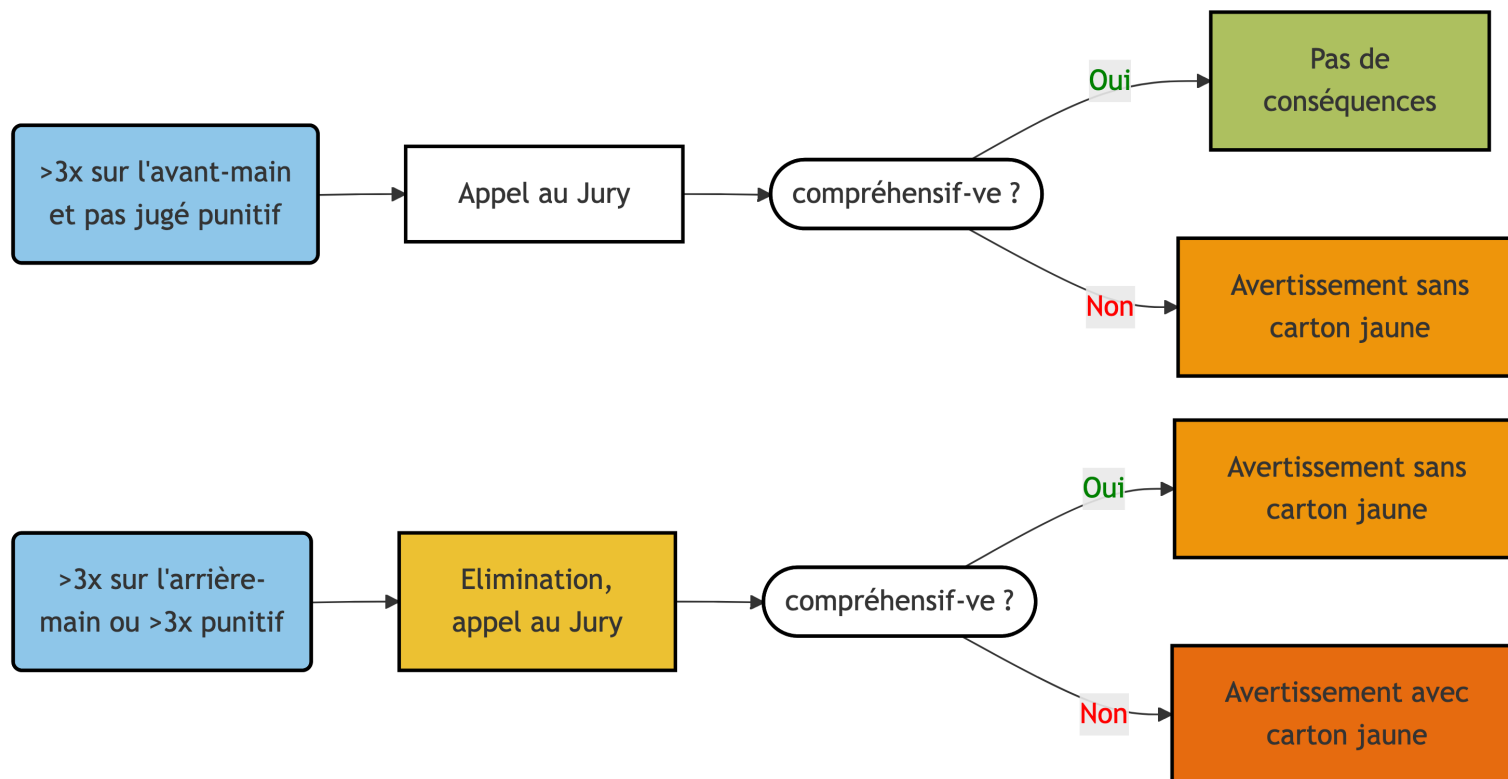 >3x sur l'avant-main
et pas jugé punitif
Appel au Jury
compréhensif-ve ?
Oui
Pas de
conséquences
Non
Avertissement sans
carton jaune
>3x sur l'arrière-
main ou >3x punitif
Elimination,
appel au Jury
compréhensif-ve ?
Oui
Avertissement sans
carton jaune
Non
Avertissement avec
carton jaune